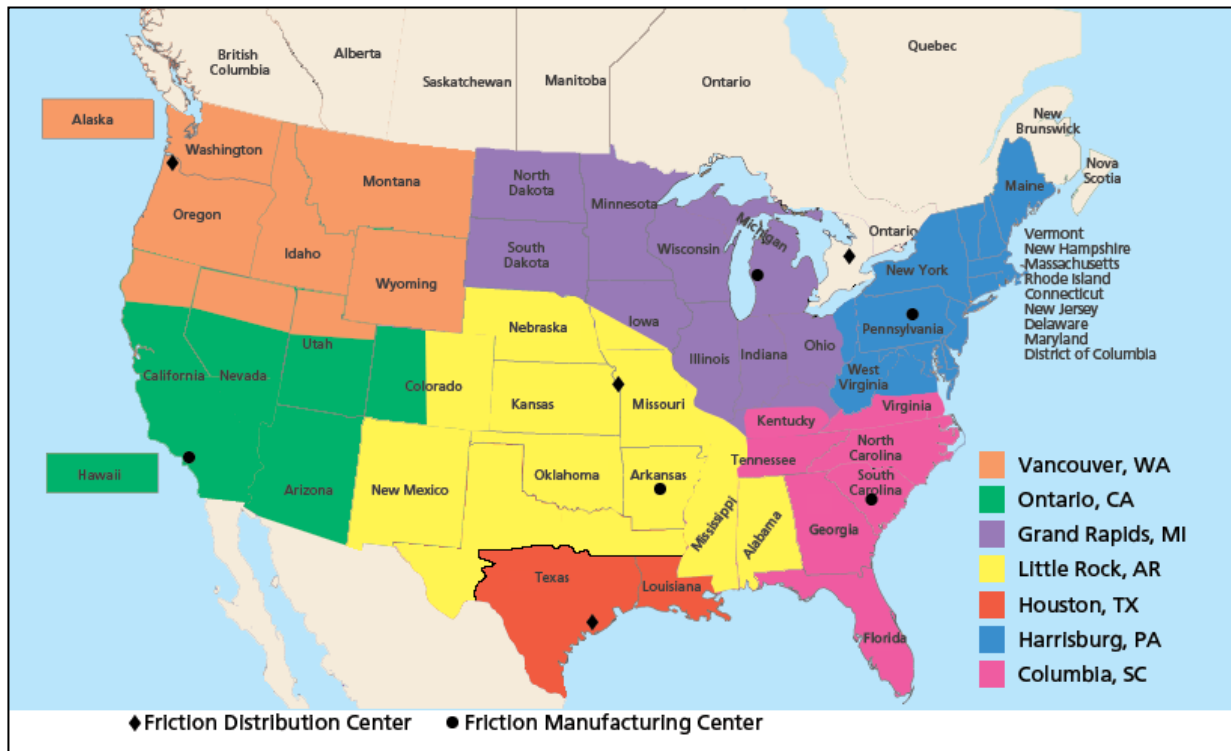 British
Columbia
Alberta
Saskatchewan
Manitoba
Ontario
Quebec
New
Brunswick
Nova
Scotia
Alaska
Washington
Montana
North
Dakota
Minnesota
Michigan
Ontario
Maine
Oregon
Idaho
South
Dakota
Wisconsin
New York
Vermont
New Hampshire
Massachusetts
Rhode Island
Connecticut
New Jersey
Delaware
Maryland
District of Columbia
Wyoming
Nebraska
Iowa
Pennsylvania
Utah
Illinois
Indiana
Ohio
California
Nevada
Colorado
Kansas
Missouri
West
Virginia
Kentucky
Virginia
Hawaii
Arizona
New Mexico
Oklahoma
Arkansas
Tennessee
North
Carolina
South
Carolina
Mississippi
Alabama
Georgia
Texas
Louisiana
Florida
Vancouver, WA
Ontario, CA
Grand Rapids, MI
Little Rock, AR
Houston, TX
Harrisburg, PA
Columbia, SC
Friction Distribution Center
Friction Manufacturing Center